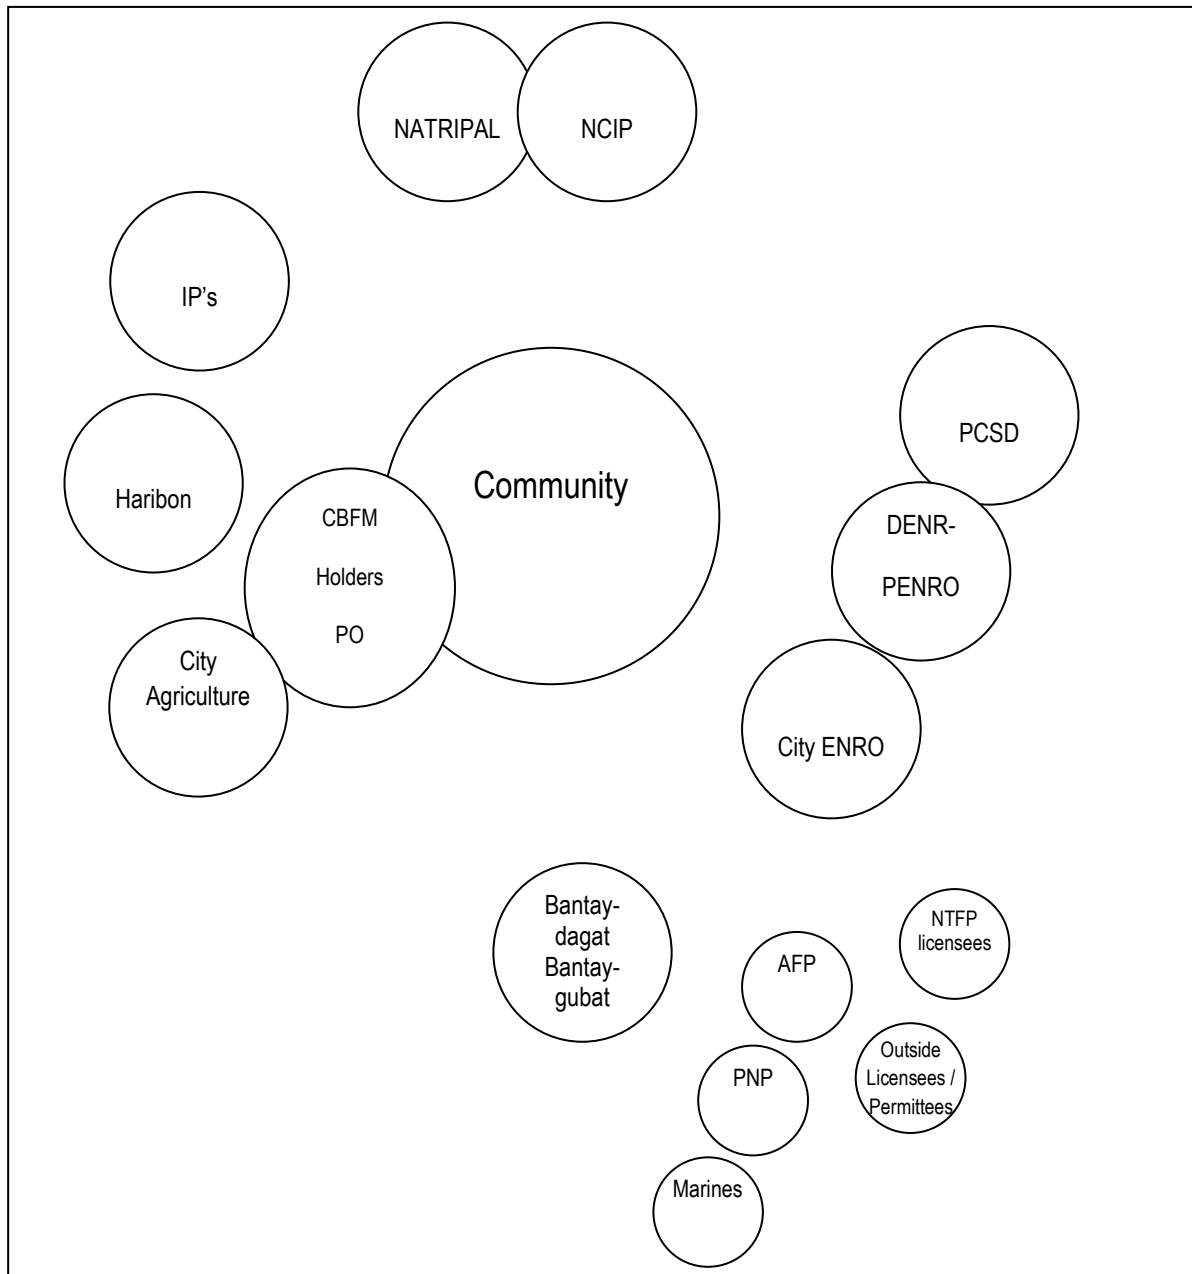 NATRIPAL
NCIP
IP's
PCSD
Community
Haribon
CBFM
Holders
PO
DENR-
PENRO
City
Agriculture
City ENRO
Bantay-
dagat
Bantay-
gubat
AFP
NTFP
licensees
PNP
Outside
Licensees /
Permittees
Marines